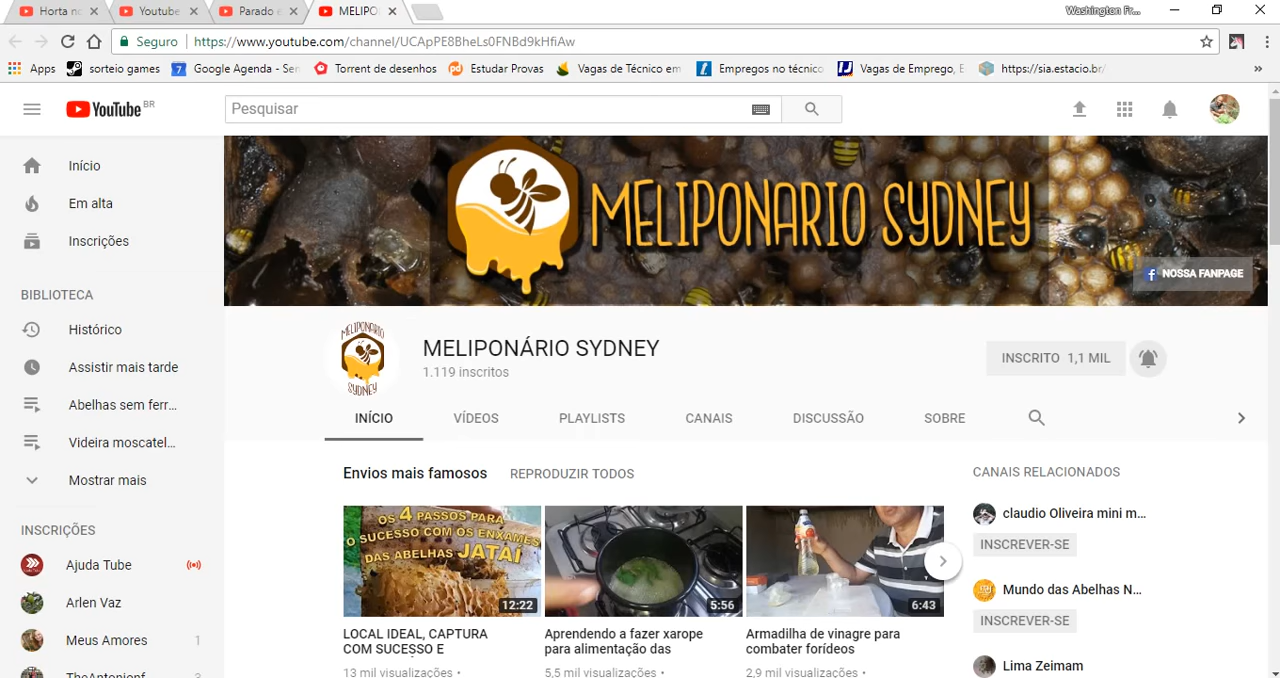 Horta no
Youtube
Parado e
MELIPO
Washington Fr...
Seguro https://www.youtube.com/channel/UCApPE8BheLs0FNBd9kHfiAw
Apps sorteio games Google Agenda - Sen Torrent de desenhos Estudar Provas Vagas de Técnico em Empregos no técnico Vagas de Emprego, E https://sia.estacio.br/ »
YouTube BR
Pesquisar
Início
Em alta
Inscrições
BIBLIOTECA
Histórico
Assistir mais tarde
Abelhas sem ferr...
Videira moscatel...
Mostrar mais
INSCRIÇÕES
Ajuda Tube
Arlen Vaz
Meus Amores 1
MELIPONARIO SYDNEY
NOSSA FANPAGE
MELIPONARIO
SYDNEY
MELIPONÁRIO SYDNEY
1.119 inscritos
INSCRITO 1,1 MIL
INÍCIO VÍDEOS PLAYLISTS CANAIS DISCUSSÃO SOBRE
Envios mais famosos REPRODUZIR TODOS
OS 4 PASSOS PARA
O SUCESSO COM OS ENXAMES
DAS ABELHAS JATAÍ
12:22
LOCAL IDEAL, CAPTURA
COM SUCESSO E
13 mil visualizações •
5:56
Aprendendo a fazer xarope
para alimentação das
5,5 mil visualizações •
6:43
Armadilha de vinagre para
combater forídeos
2,9 mil visualizações •
CANAIS RELACIONADOS
claudio Oliveira mini m...
INSCREVER-SE
Mundo das Abelhas N...
INSCREVER-SE
Lima Zeimam